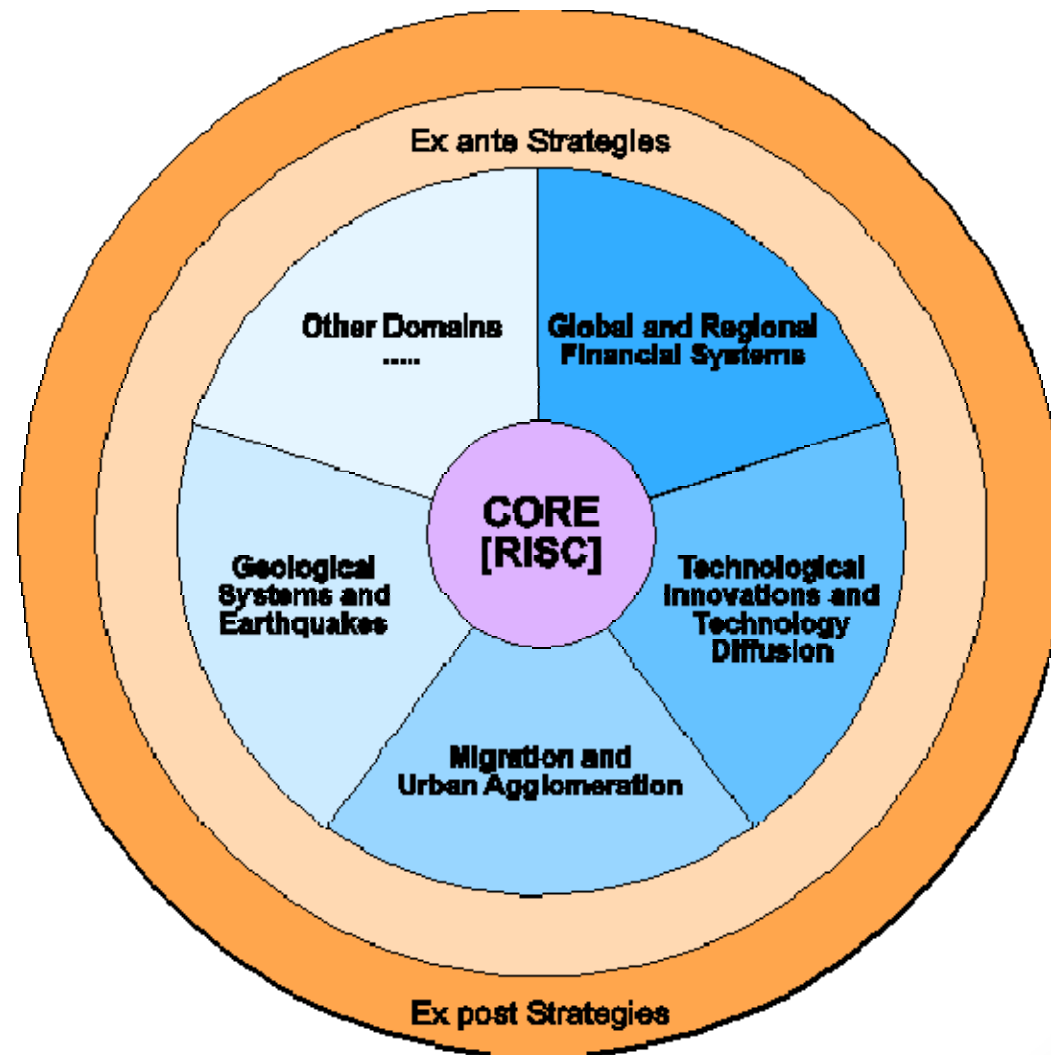 Ex ante Strategies
Other Domains
.....
Global and Regional
Financial Systems
CORE
[RISC]
Geological
Systems and
Earthquakes
Technological
Innovations and
Technology
Diffusion
Migration and
Urban Agglomeration
Ex post Strategies